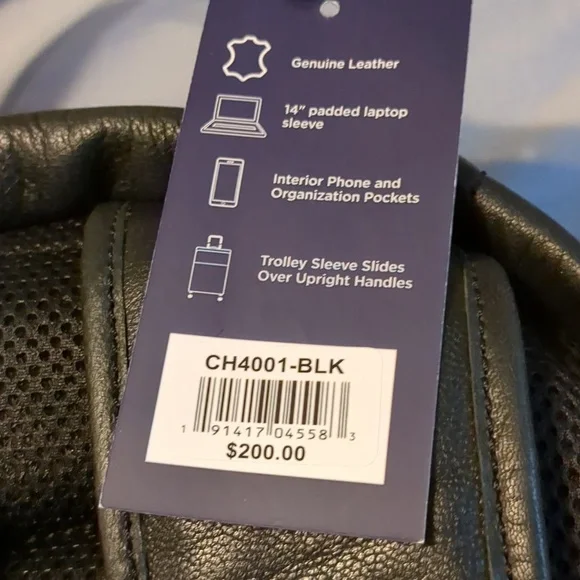 Genuine Leather
14" padded laptop
sleeve
Interior Phone and
Organization Pockets
Trolley Sleeve Slides
Over Upright Handles
CH4001-BLK
1 91417 04558 3
$200.00